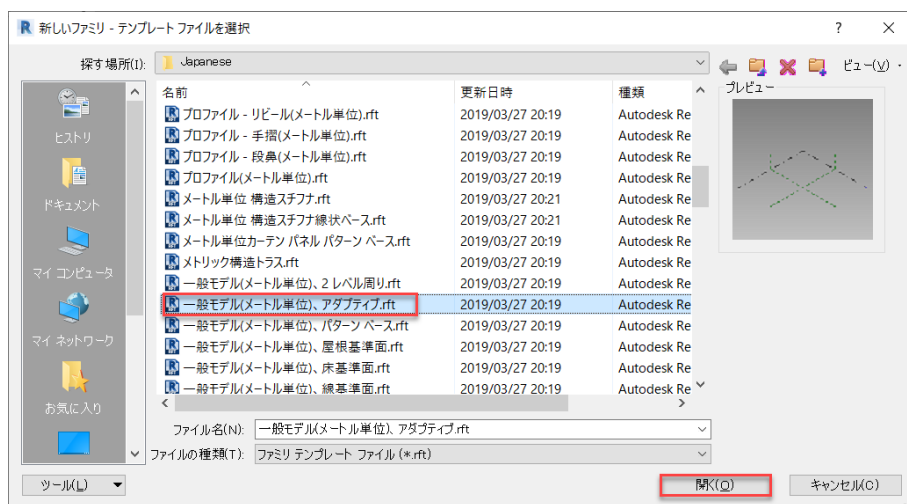 新しいファミリ - テンプレート ファイルを選択
探す場所(I): Japanese ビュー(V)
名前 更新日時 種類 プレビュー
プロファイル - リビール(メートル単位).rft 2019/03/27 20:19 Autodesk Re
プロファイル - 手摺(メートル単位).rft 2019/03/27 20:19 Autodesk Re
プロファイル - 段鼻(メートル単位).rft 2019/03/27 20:19 Autodesk Re
プロファイル(メートル単位).rft 2019/03/27 20:19 Autodesk Re
メートル単位 構造スチフナ.rft 2019/03/27 20:21 Autodesk Re
メートル単位 構造スチフナ線状ベース.rft 2019/03/27 20:21 Autodesk Re
メートル単位カーテン パネル パターン ベース.rft 2019/03/27 20:19 Autodesk Re
メトリック構造トラス.rft 2019/03/27 20:19 Autodesk Re
一般モデル(メートル単位)、2 レベル周り.rft 2019/03/27 20:19 Autodesk Re
一般モデル(メートル単位)、アダプティブ.rft 2019/03/27 20:19 Autodesk Re
一般モデル(メートル単位)、パターン ベース.rft 2019/03/27 20:19 Autodesk Re
一般モデル(メートル単位)、屋根基準面.rft 2019/03/27 20:19 Autodesk Re
一般モデル(メートル単位)、床基準面.rft 2019/03/27 20:19 Autodesk Re
一般モデル(メートル単位)、線基準面.rft 2019/03/27 20:19 Autodesk Re
ヒストリ
ドキュメント
マイ コンピュータ
マイ ネットワーク
お気に入り
ファイル名(N): 一般モデル(メートル単位)、アダプティブ.rft
ファイルの種類(T): ファミリ テンプレート ファイル (*.rft)
ツール(L) 開く(O) キャンセル(C)